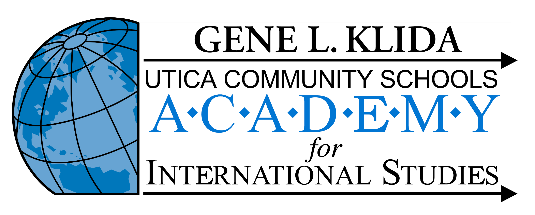 GENE L. KLIDA
UTICA COMMUNITY SCHOOLS
A•C•A•D•E•M•Y
for
INTERNATIONAL STUDIES